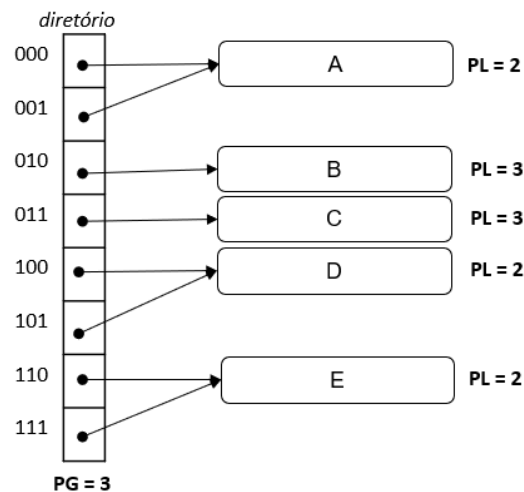 diretório
000
A
PL = 2
001
010
B
PL = 3
011
C
PL = 3
100
D
PL = 2
101
110
E
PL = 2
111
PG = 3